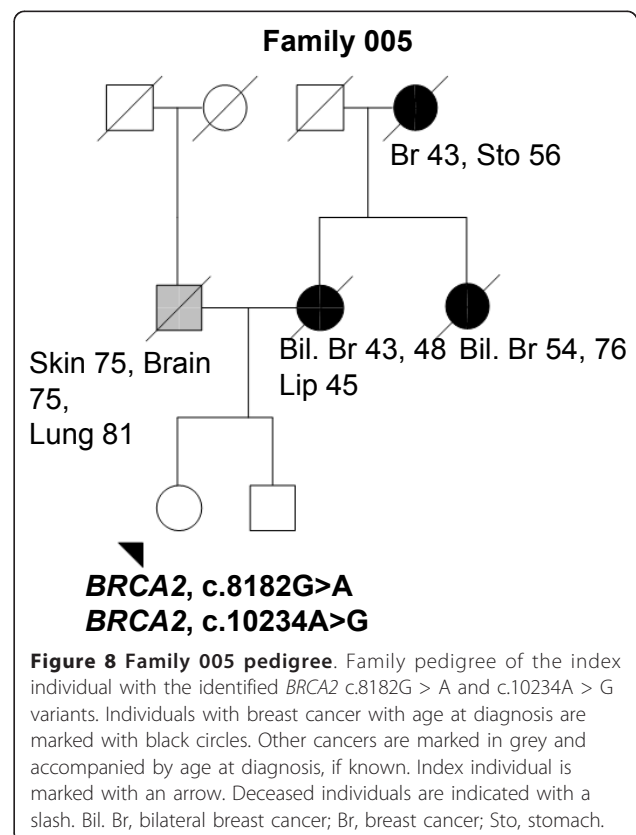 Family 005
Br 43, Sto 56
Skin 75, Brain
75,
Lung 81
Bil. Br 43, 48
Lip 45
Bil. Br 54, 76
BRCA2, c.8182G>A
BRCA2, c.10234A>G
Figure 8 Family 005 pedigree. Family pedigree of the index
individual with the identified BRCA2 c.8182G > A and c.10234A > G
variants. Individuals with breast cancer with age at diagnosis are
marked with black circles. Other cancers are marked in grey and
accompanied by age at diagnosis, if known. Index individual is
marked with an arrow. Deceased individuals are indicated with a
slash. Bil. Br, bilateral breast cancer; Br, breast cancer; Sto, stomach.